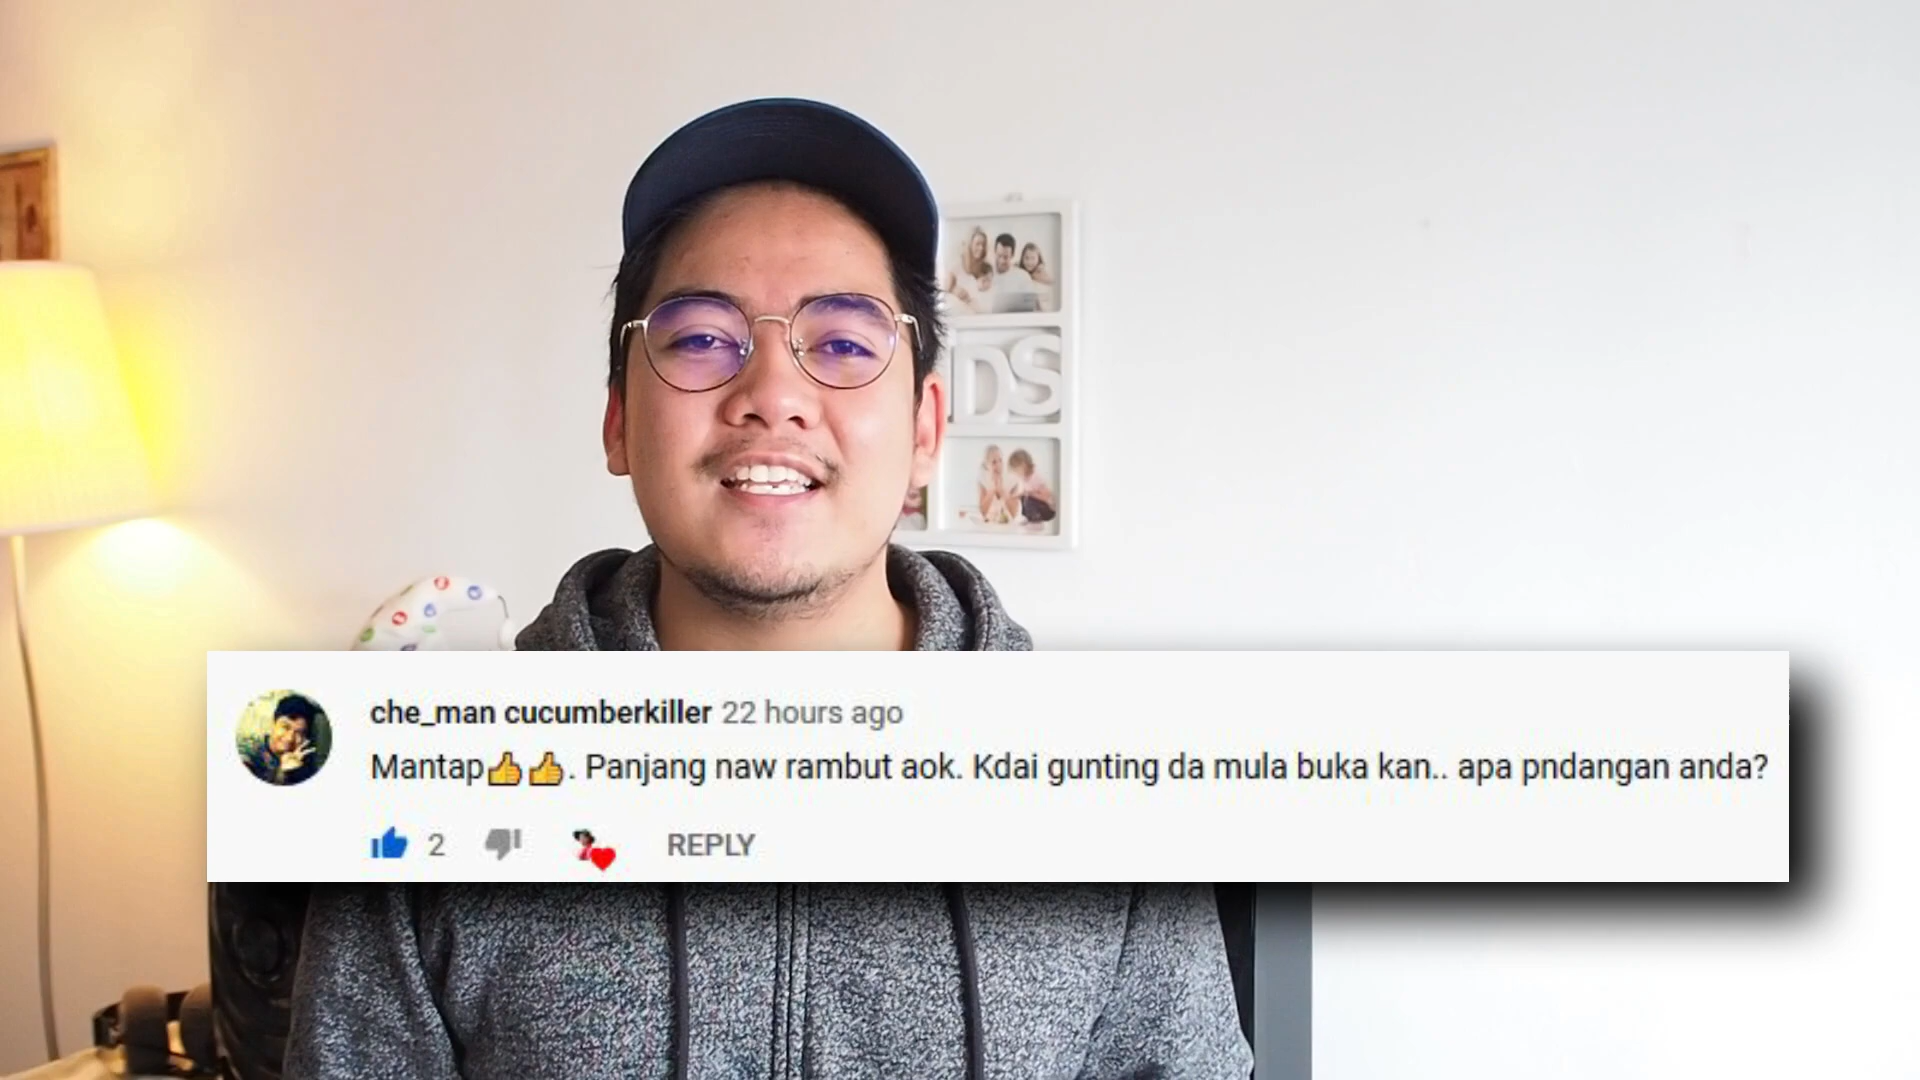 DS
che_man cucumberkiller 22 hours ago
Mantap👍👍. Panjang naw rambut aok. Kdai gunting da mula buka kan.. apa pndangan anda?
2 REPLY